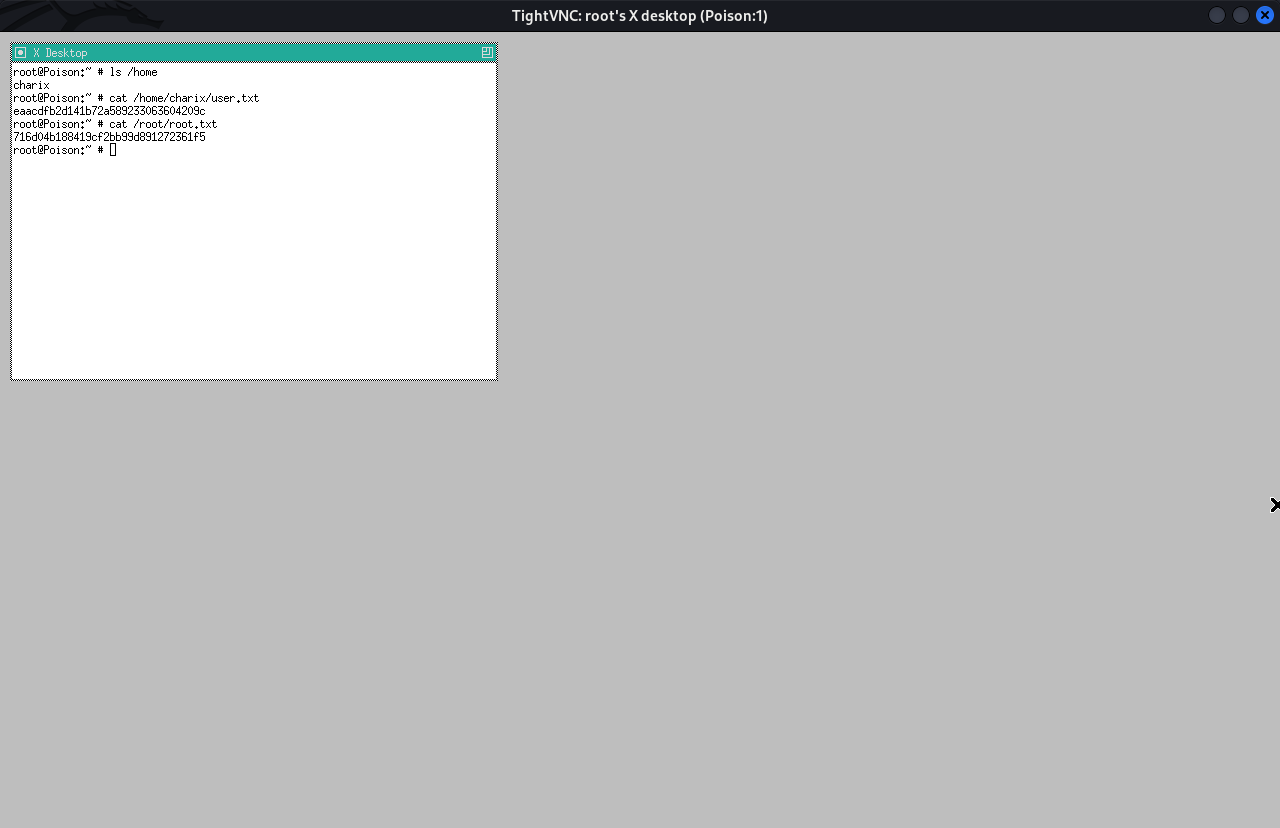 TightVNC: root's X desktop (Poison:1)
X Desktop
root@Poison:~ # ls /home
charix
root@Poison:~ # cat /home/charix/user.txt
eaacdfb2d141b72a589233063604209c
root@Poison:~ # cat /root/root.txt
716d04b188419cf2bb99d891272361f5
root@Poison:~ #